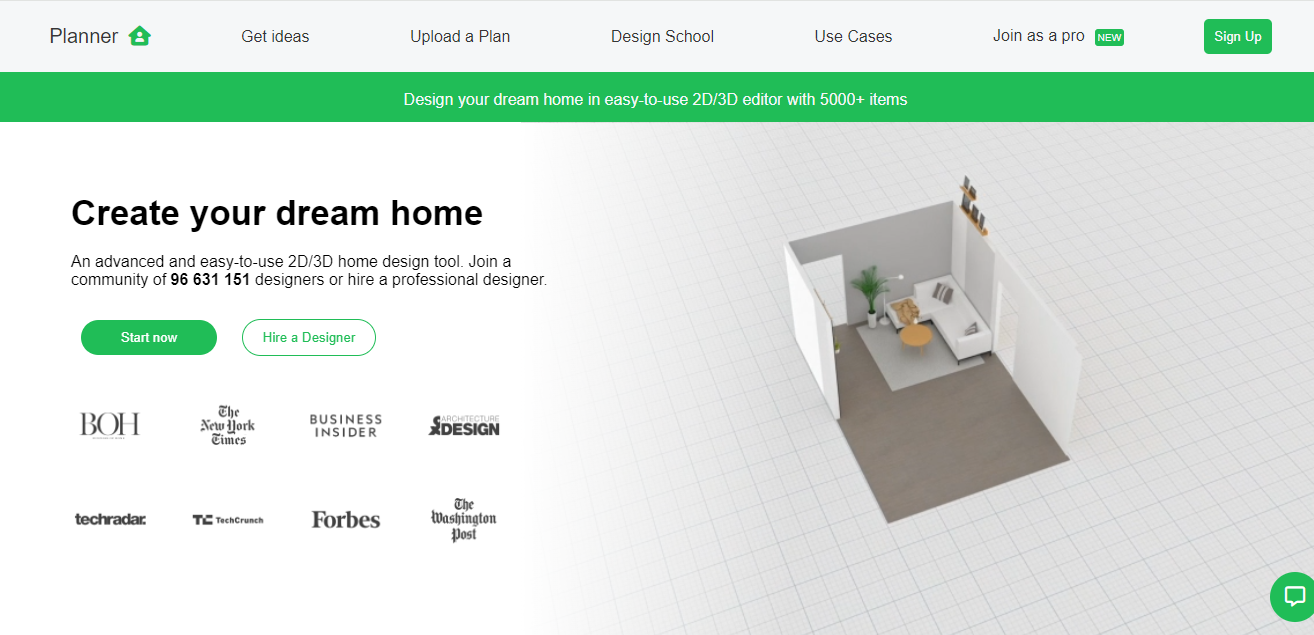 Planner
Get ideas
Upload a Plan
Design School
Use Cases
Join as a pro NEW
Sign Up
Design your dream home in easy-to-use 2D/3D editor with 5000+ items
Create your dream home
An advanced and easy-to-use 2D/3D home design tool. Join a
community of 96 631 151 designers or hire a professional designer.
Start now
Hire a Designer
BOH
The
New York
Times
BUSINESS
INSIDER
ARCHITECTURE
&DESIGN
techradar.
TC TechCrunch
Forbes
The
Washington
Post